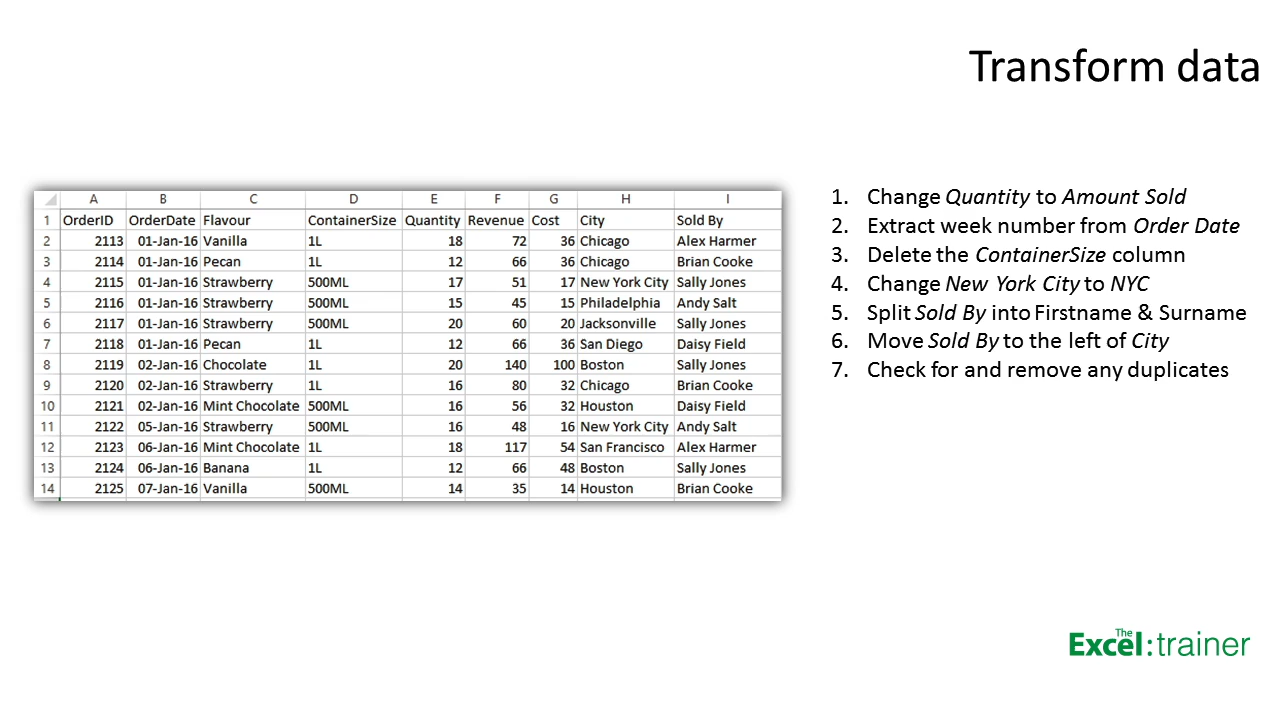 Transform data
A B C D E F G H I
1 OrderID OrderDate Flavour ContainerSize Quantity Revenue Cost City Sold By
2 2113 01-Jan-16 Vanilla 1L 18 72 36 Chicago Alex Harmer
3 2114 01-Jan-16 Pecan 1L 12 66 36 Chicago Brian Cooke
4 2115 01-Jan-16 Strawberry 500ML 17 51 17 New York City Sally Jones
5 2116 01-Jan-16 Strawberry 500ML 15 45 15 Philadelphia Andy Salt
6 2117 01-Jan-16 Strawberry 500ML 20 60 20 Jacksonville Sally Jones
7 2118 01-Jan-16 Pecan 1L 12 66 36 San Diego Daisy Field
8 2119 02-Jan-16 Chocolate 1L 20 140 100 Boston Sally Jones
9 2120 02-Jan-16 Strawberry 1L 16 80 32 Chicago Brian Cooke
10 2121 02-Jan-16 Mint Chocolate 500ML 16 56 32 Houston Daisy Field
11 2122 05-Jan-16 Strawberry 500ML 16 48 16 New York City Andy Salt
12 2123 06-Jan-16 Mint Chocolate 1L 18 117 54 San Francisco Alex Harmer
13 2124 06-Jan-16 Banana 1L 12 66 48 Boston Sally Jones
14 2125 07-Jan-16 Vanilla 500ML 14 35 14 Houston Brian Cooke
1. Change Quantity to Amount Sold
2. Extract week number from Order Date
3. Delete the ContainerSize column
4. Change New York City to NYC
5. Split Sold By into Firstname & Surname
6. Move Sold By to the left of City
7. Check for and remove any duplicates
The
Excel:trainer